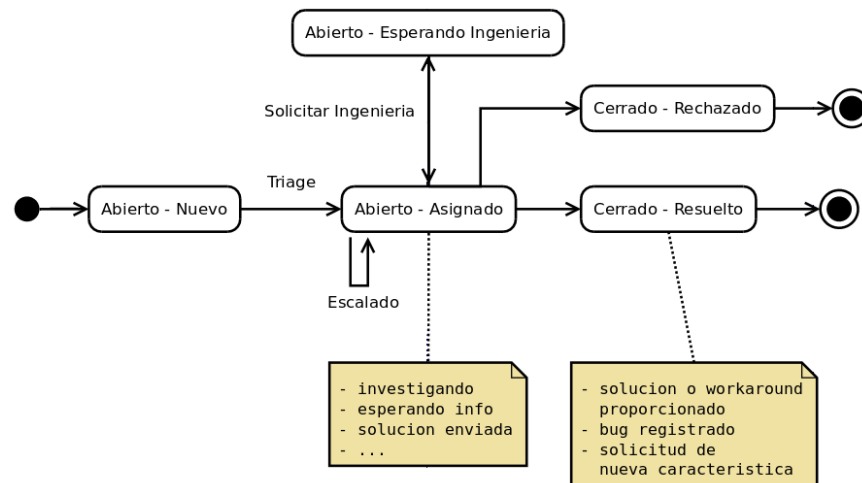 Abierto - Esperando Ingenieria
Solicitar Ingenieria
Cerrado - Rechazado
Triage
Abierto - Nuevo
Abierto - Asignado
Cerrado - Resuelto
Escalado
- investigando
- esperando info
- solucion enviada
- ...
- solucion o workaround
proporcionado
- bug registrado
- solicitud de
nueva caracteristica